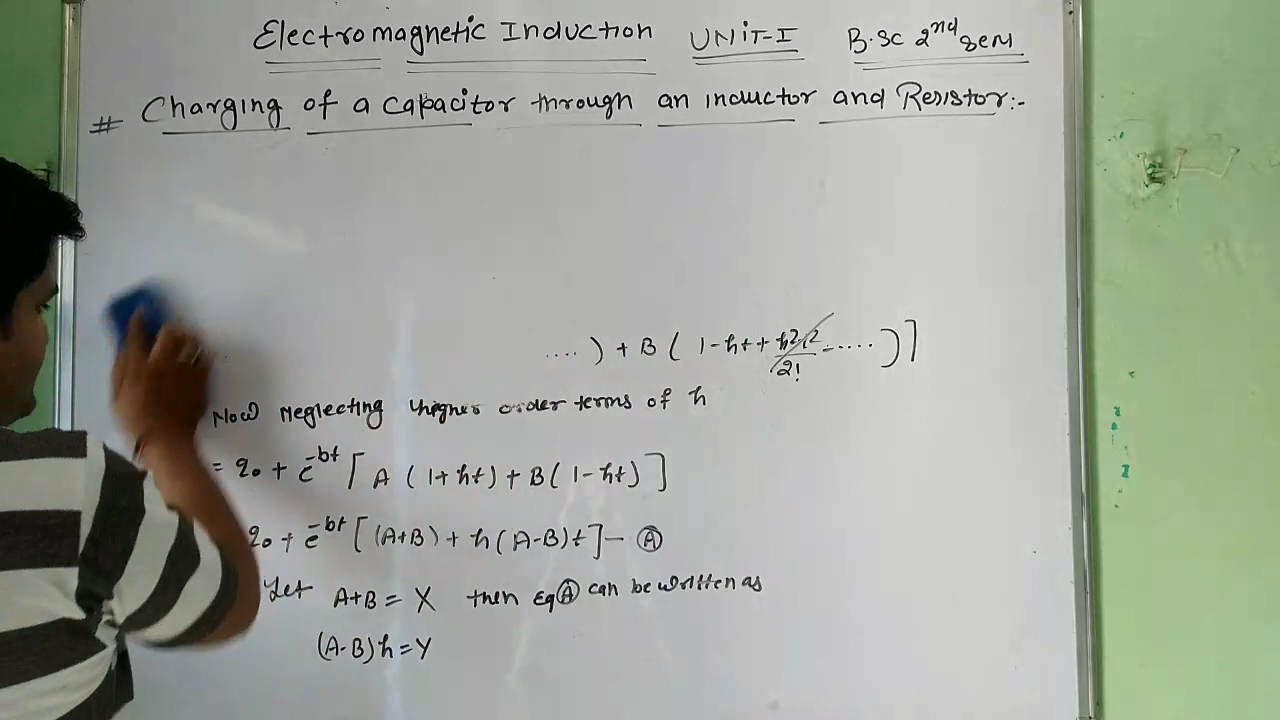 Electromagnetic Induction UNIT-I B.SC 2nd sem
# Charging of a capacitor through an inductor and Resistor:-
....) + B ( 1-ht + h²t²/2! - .....)]
Now Neglecting higher order terms of h
= q₀ + e^-bt [ A (1+ht) + B(1-ht) ]
q₀ + e^-bt [(A+B) + h(A-B)t] - Ⓐ
Let A+B = X then Eq Ⓐ can be written as
(A-B)h = Y